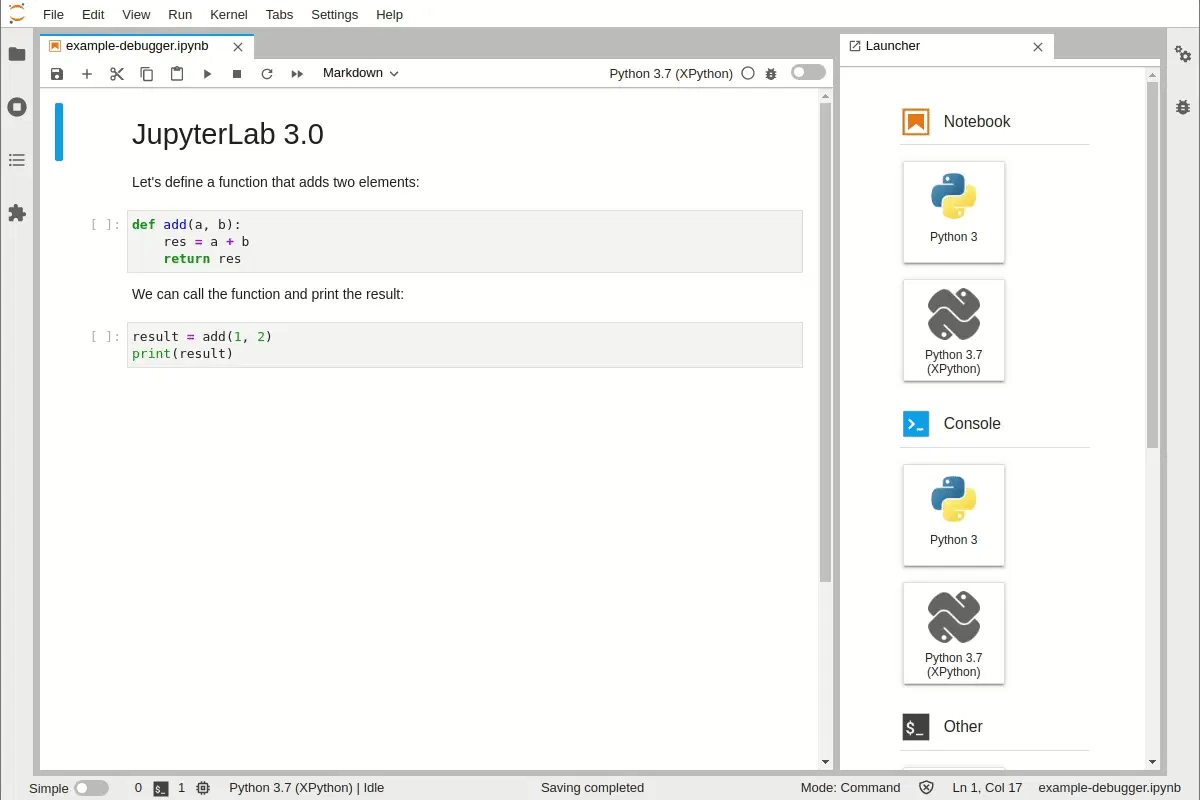 File Edit View Run Kernel Tabs Settings Help
example-debugger.ipynb
Markdown
Python 3.7 (XPython)
JupyterLab 3.0
Let's define a function that adds two elements:
[ ]: def add(a, b):
    res = a + b
    return res
We can call the function and print the result:
[ ]: result = add(1, 2)
print(result)
Launcher
Notebook
Python 3
Python 3.7
(XPython)
Console
Python 3
Python 3.7
(XPython)
$_ Other
Simple 0 $_ 1 Python 3.7 (XPython) | Idle Saving completed Mode: Command Ln 1, Col 17 example-debugger.ipynb